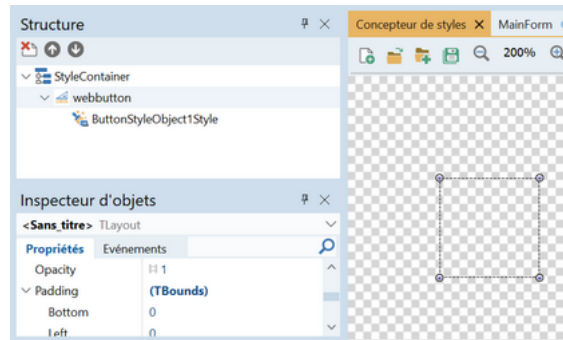 Structure
StyleContainer
webbutton
ButtonStyleObject1Style
Inspecteur d'objets
<Sans_titre> TLayout
Propriétés Evénements
Opacity 1
Padding (TBounds)
Bottom 0
Left 0
Concepteur de styles MainForm
200%